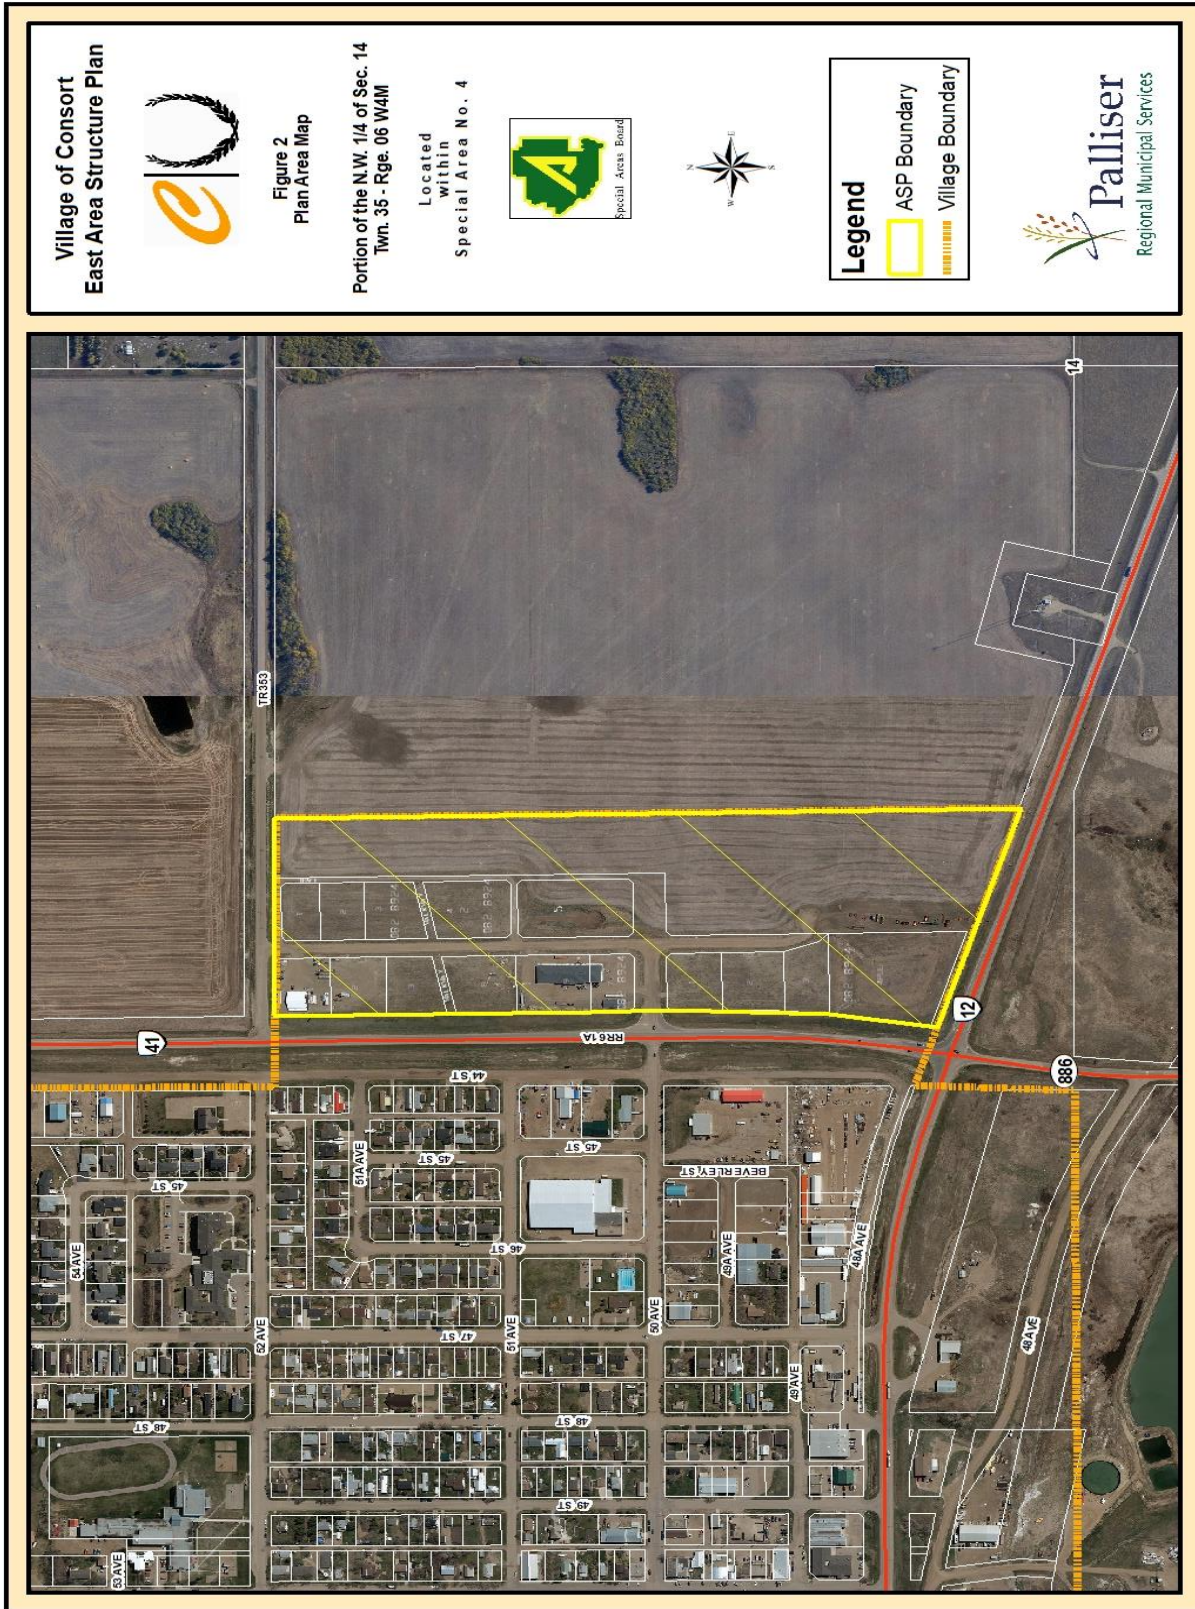 Village of Consort
East Area Structure Plan
Figure 2
Plan Area Map
Portion of the N.W. 1/4 of Sec. 14
Twn. 35 - Rge. 06 W4M
Located
within
Special Area No. 4
Special Areas Board
N
W
E
S
Legend
ASP Boundary
Village Boundary
Palliser
Regional Municipal Services
TR353
14
41
RR6.1A
12
886
44 ST
45 ST
54 AVE
51A AVE
45 ST
45 ST
BEVERLEY ST
46 ST
49A AVE
48A AVE
52 AVE
47 ST
51 AVE
50 AVE
49 AVE
48 AVE
48 ST
48 ST
49 ST
53 AVE